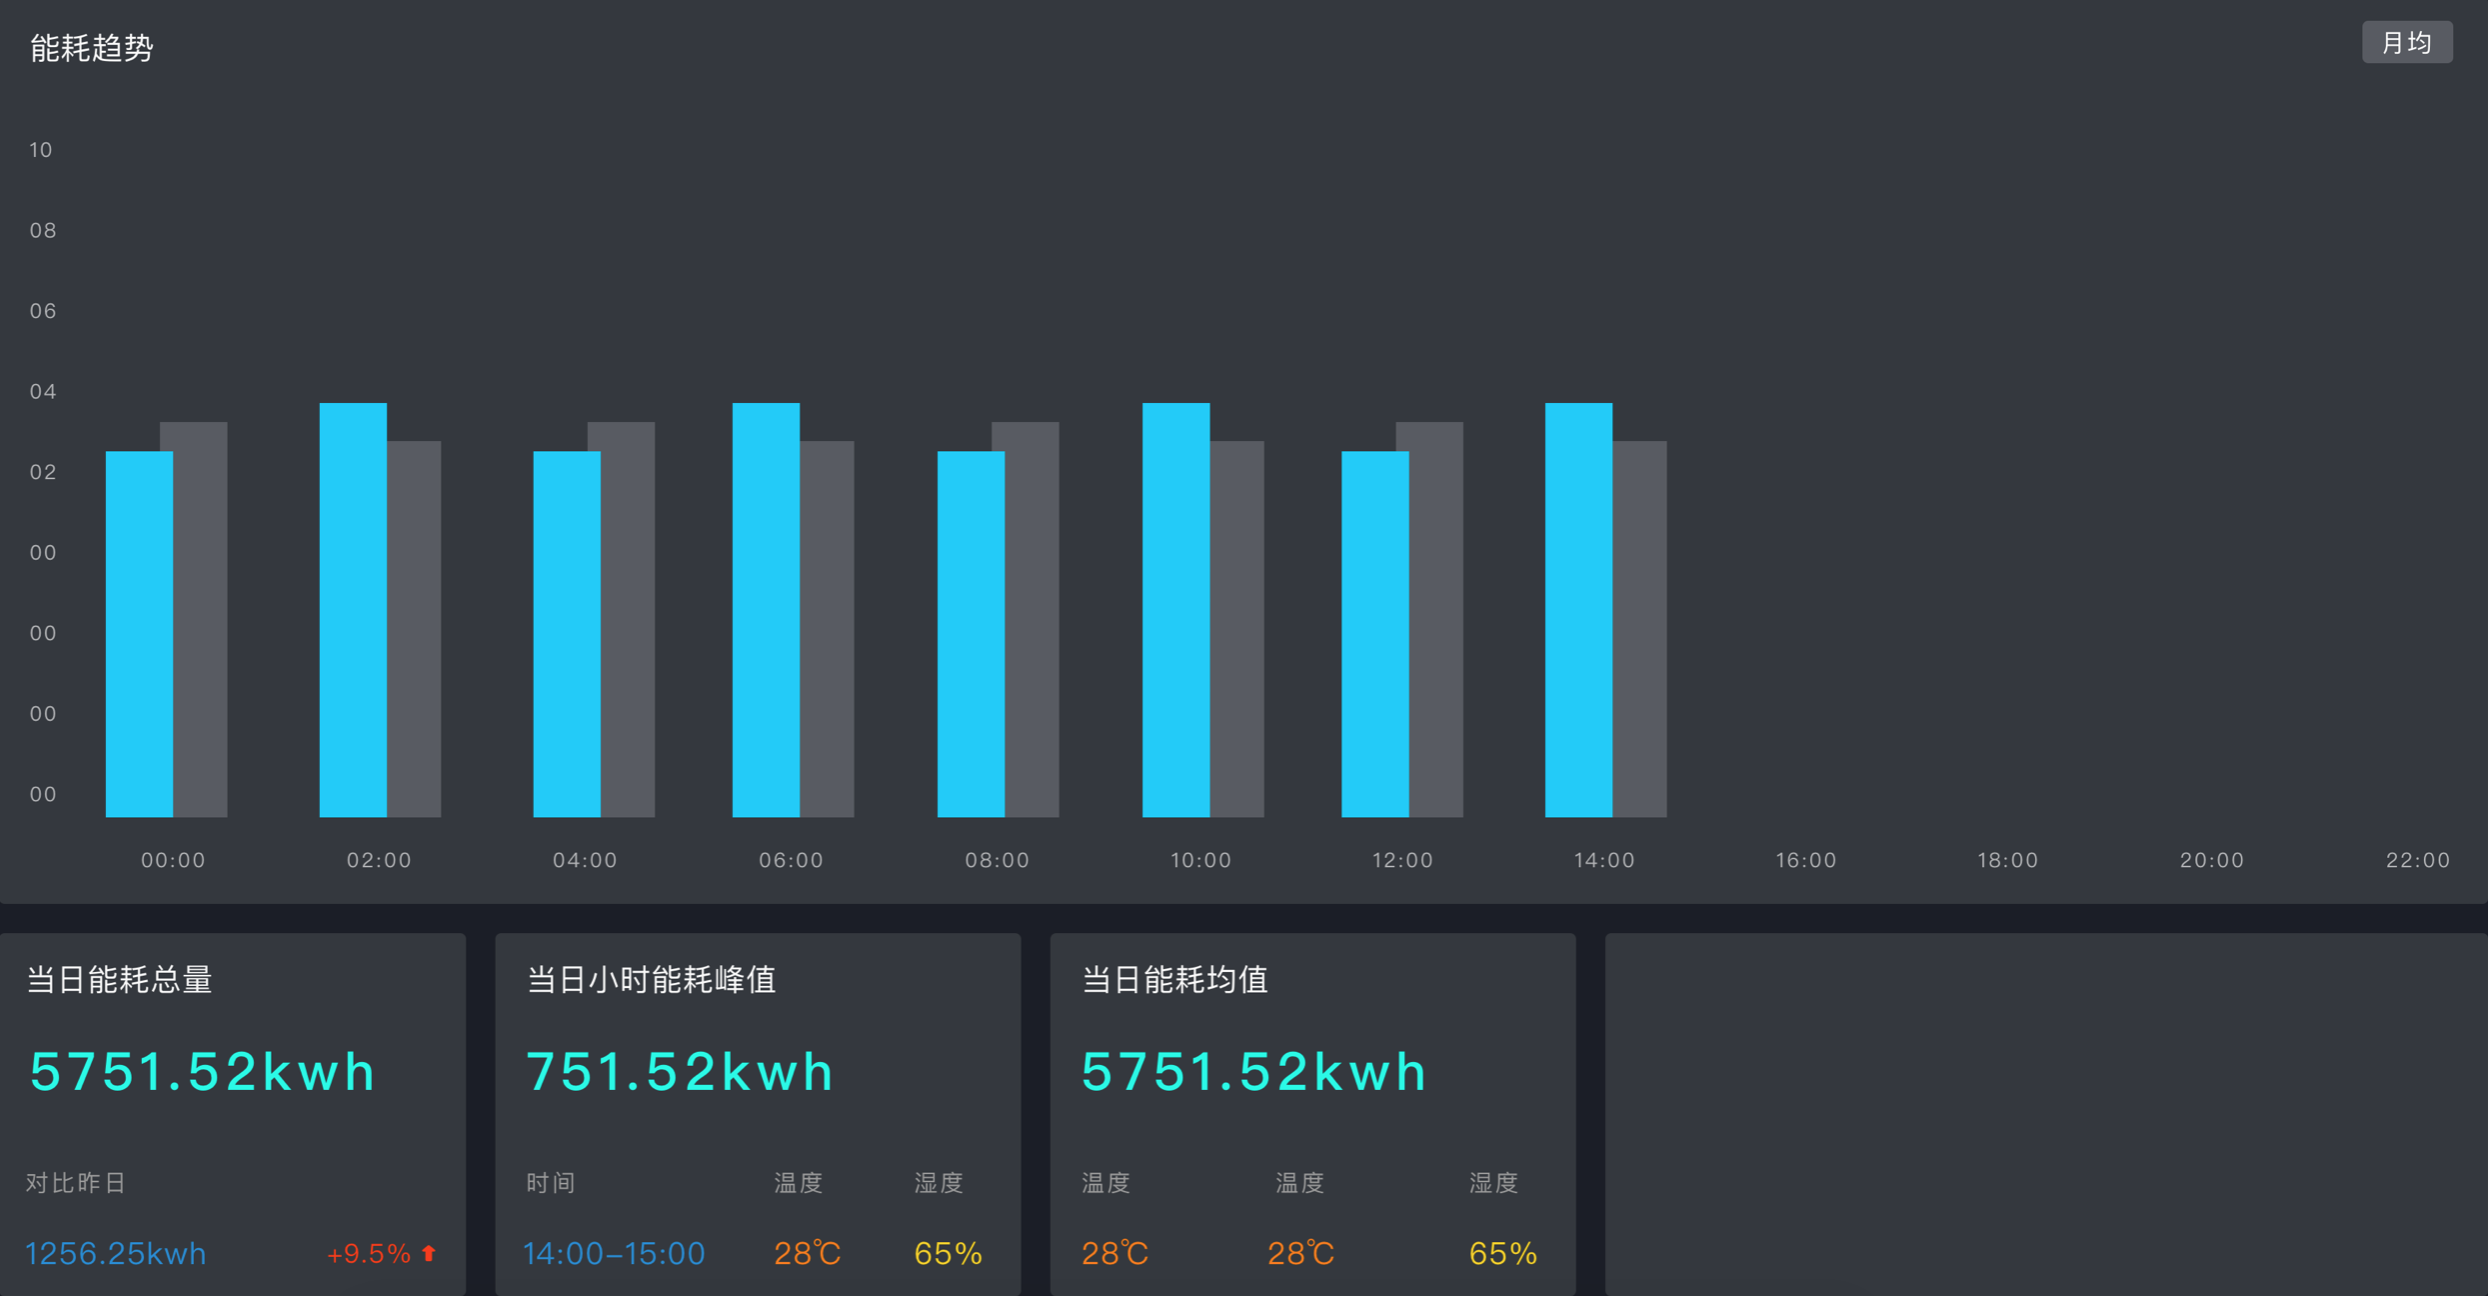 能耗趋势
月均
10
08
06
04
02
00
00
00
00
00:00 02:00 04:00 06:00 08:00 10:00 12:00 14:00 16:00 18:00 20:00 22:00
当日能耗总量
5751.52kwh
对比昨日
1256.25kwh +9.5%
当日小时能耗峰值
751.52kwh
时间 温度 湿度
14:00–15:00 28℃ 65%
当日能耗均值
5751.52kwh
温度 温度 湿度
28℃ 28℃ 65%